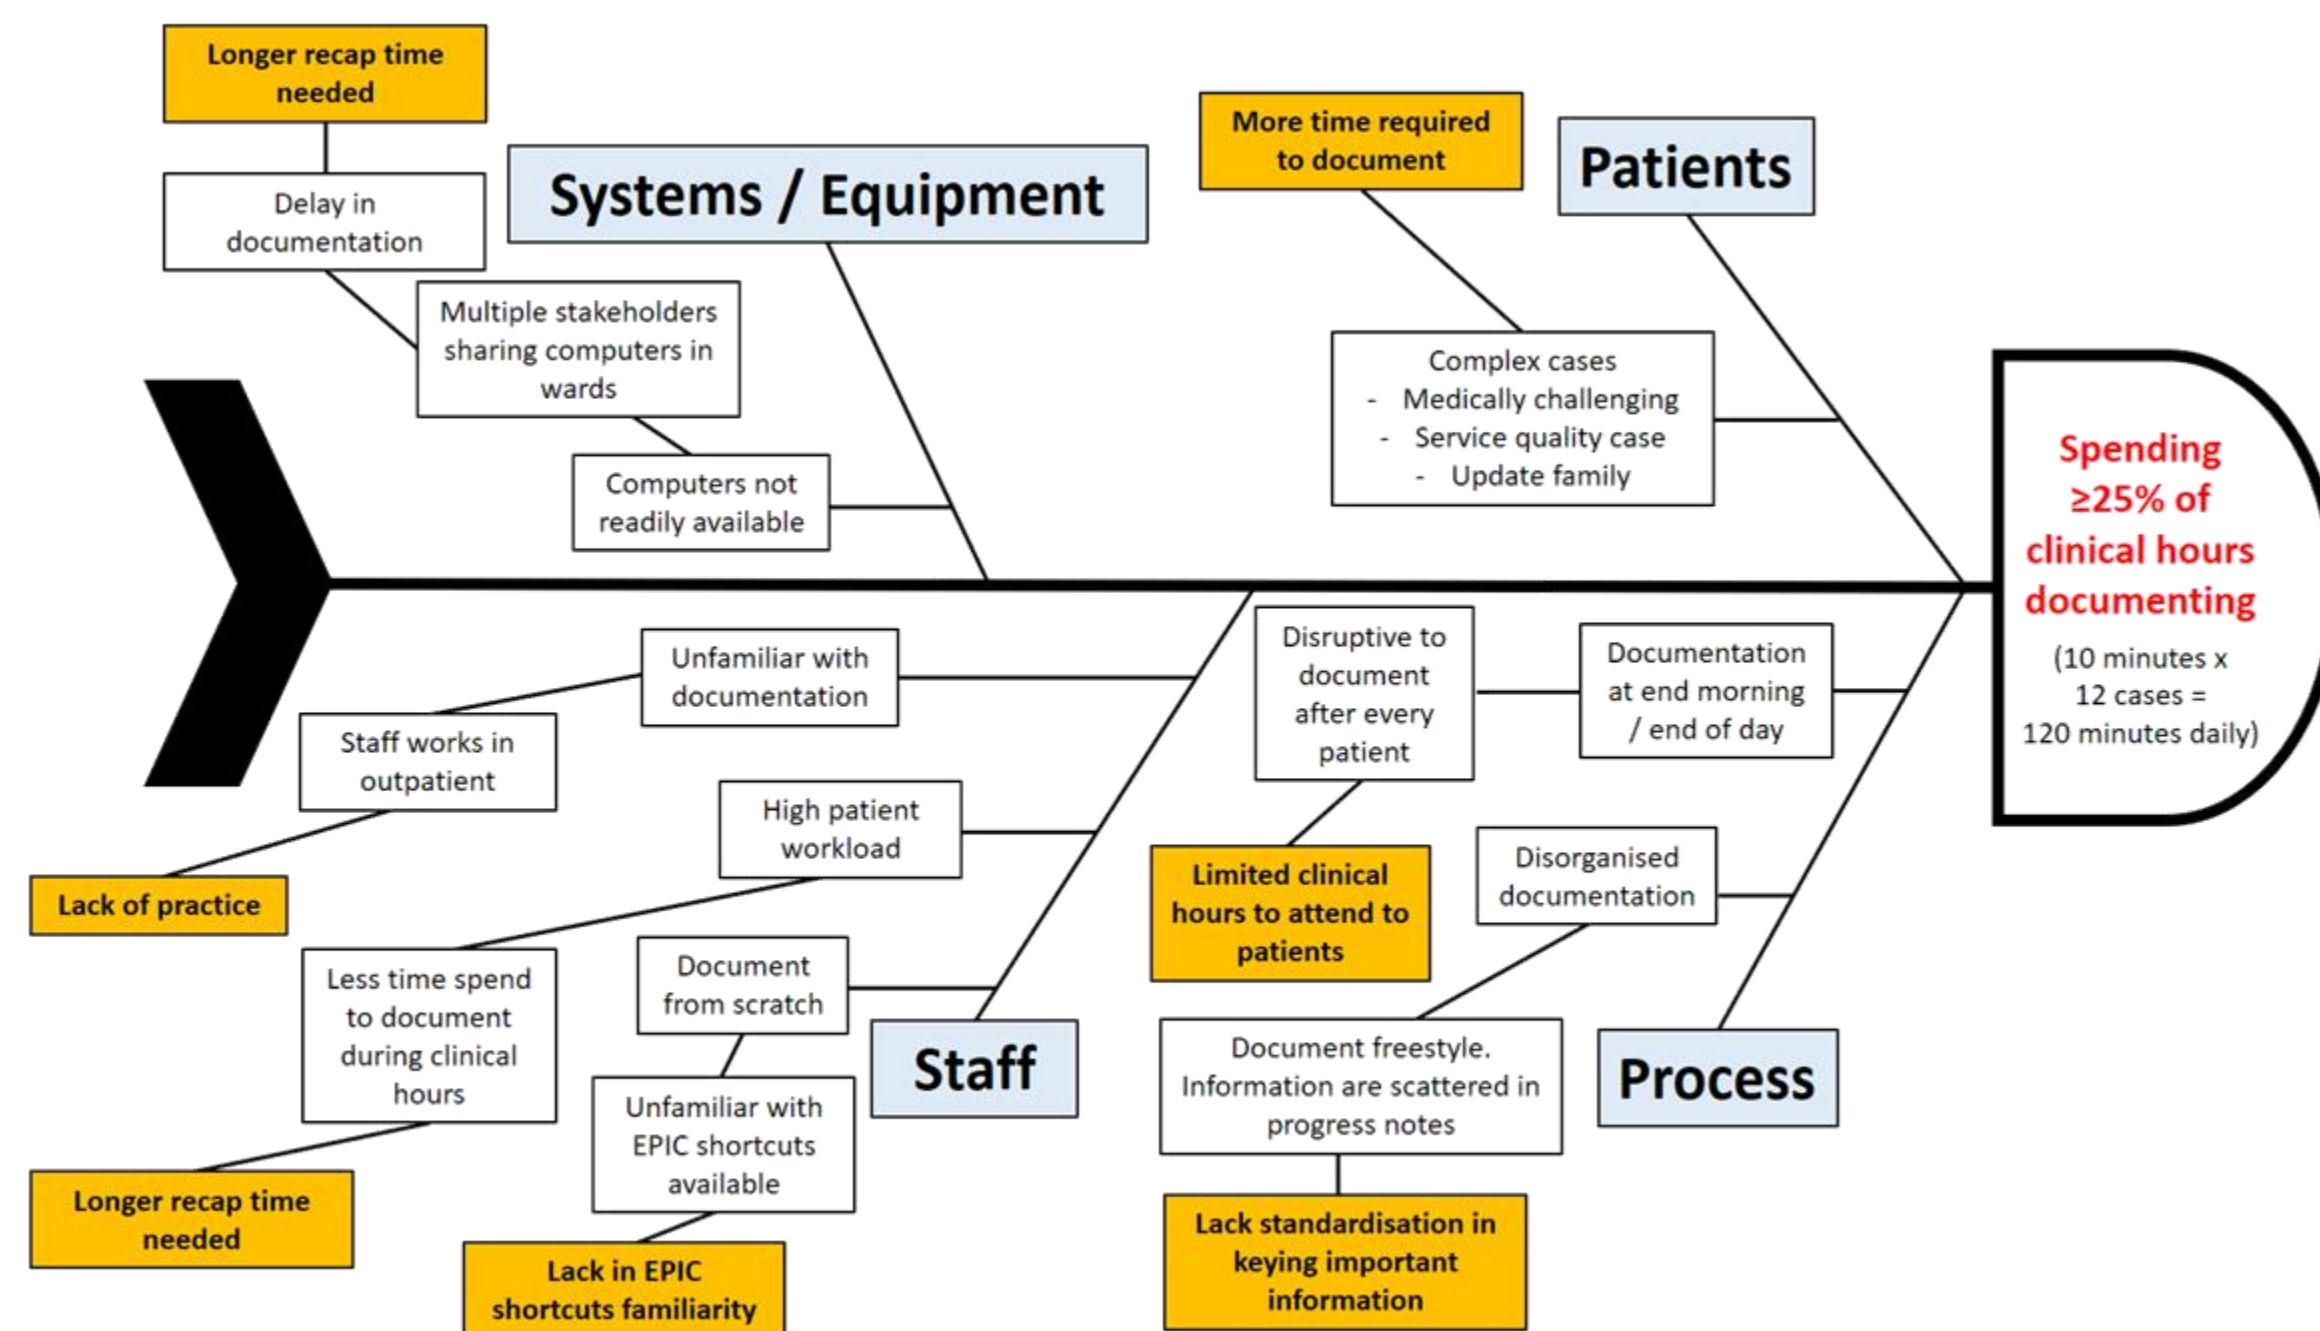 Longer recap time
needed
Delay in
documentation
Multiple stakeholders
sharing computers in
wards
Computers not
readily available
Systems / Equipment
More time required
to document
Patients
Complex cases
- Medically challenging
- Service quality case
- Update family
Spending
≥25% of
clinical hours
documenting
(10 minutes x
12 cases =
120 minutes daily)
Unfamiliar with
documentation
Staff works in
outpatient
Lack of practice
High patient
workload
Less time spend
to document
during clinical
hours
Longer recap time
needed
Document
from scratch
Unfamiliar with
EPIC shortcuts
available
Lack in EPIC
shortcuts familiarity
Staff
Disruptive to
document
after every
patient
Documentation
at end morning
/ end of day
Limited clinical
hours to attend to
patients
Disorganised
documentation
Document freestyle.
Information are scattered in
progress notes
Lack standardisation in
keying important
information
Process